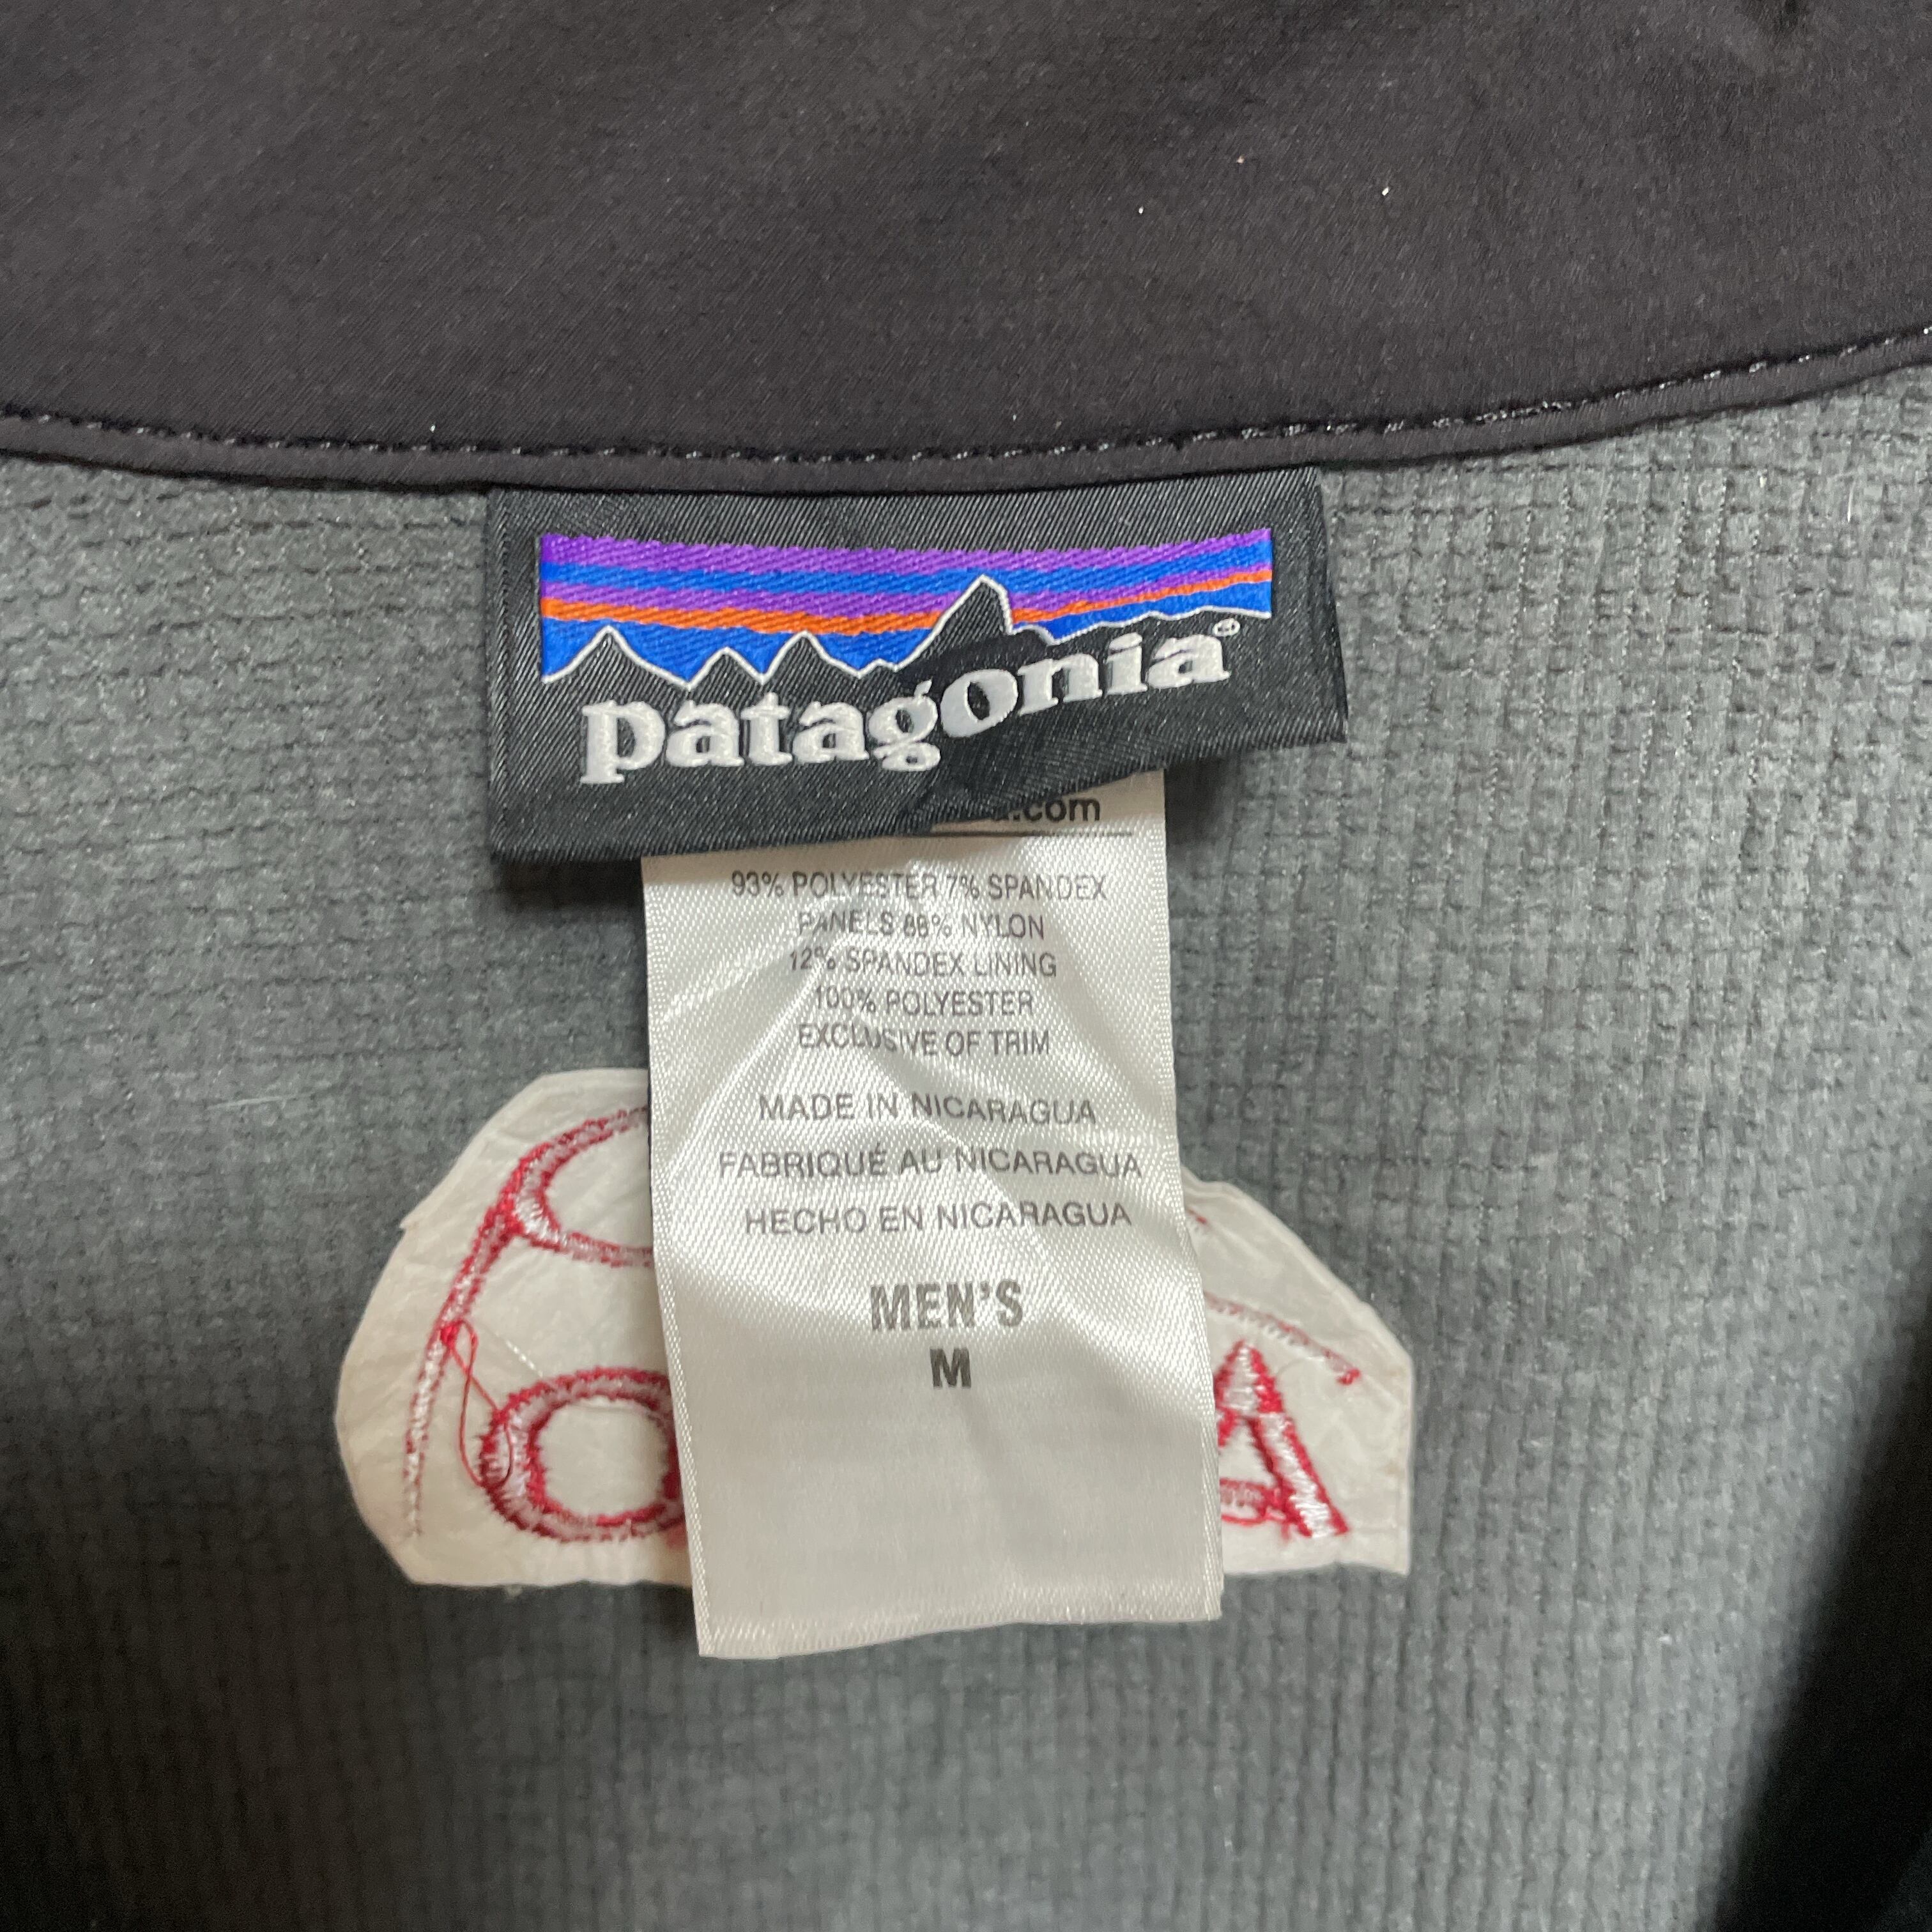 patagonia®
.com
93% POLYESTER 7% SPANDEX
PANELS 88% NYLON
12% SPANDEX LINING
100% POLYESTER
EXCLUSIVE OF TRIM
MADE IN NICARAGUA
FABRIQUÉ AU NICARAGUA
HECHO EN NICARAGUA
MEN'S
M